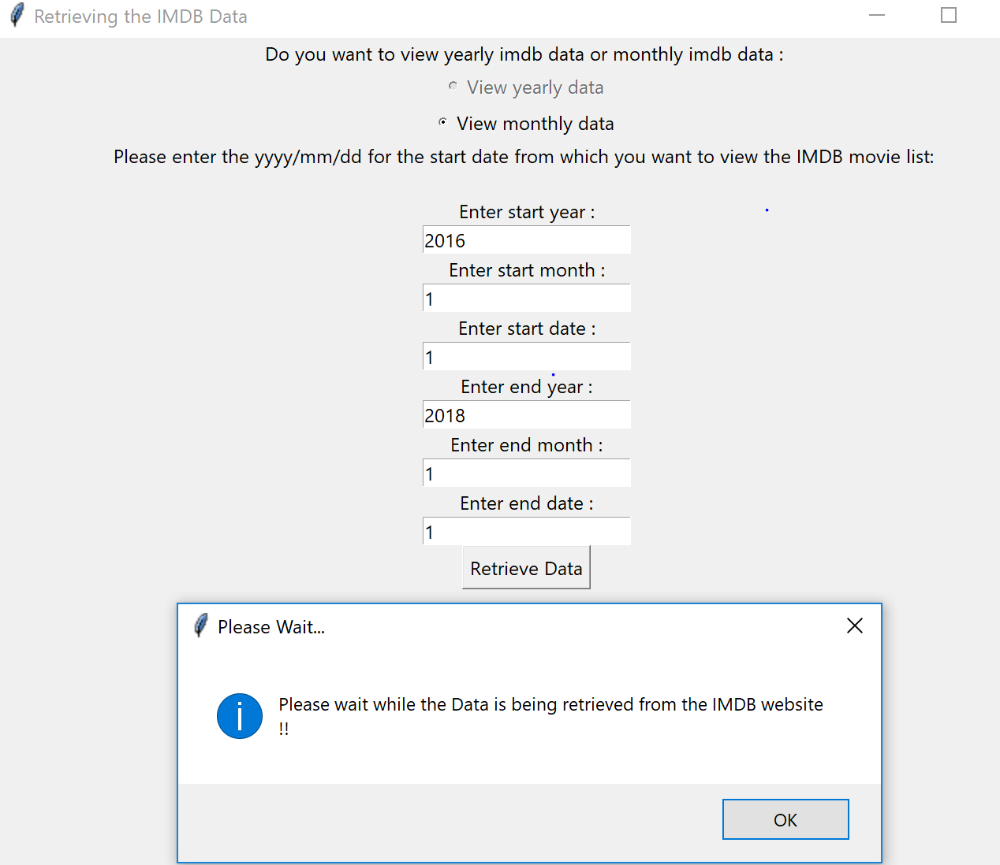 Retrieving the IMDB Data
Do you want to view yearly imdb data or monthly imdb data :
View yearly data
View monthly data
Please enter the yyyy/mm/dd for the start date from which you want to view the IMDB movie list:
Enter start year :
2016
Enter start month :
1
Enter start date :
1
Enter end year :
2018
Enter end month :
1
Enter end date :
1
Retrieve Data
Please Wait...
Please wait while the Data is being retrieved from the IMDB website
!!
OK